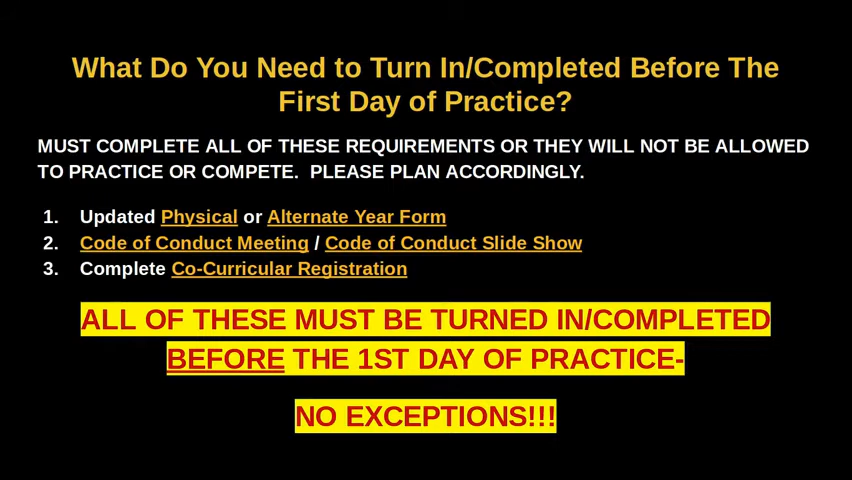 What Do You Need to Turn In/Completed Before The
First Day of Practice?
MUST COMPLETE ALL OF THESE REQUIREMENTS OR THEY WILL NOT BE ALLOWED
TO PRACTICE OR COMPETE.  PLEASE PLAN ACCORDINGLY.
1. Updated Physical or Alternate Year Form
2. Code of Conduct Meeting / Code of Conduct Slide Show
3. Complete Co-Curricular Registration
ALL OF THESE MUST BE TURNED IN/COMPLETED
BEFORE THE 1ST DAY OF PRACTICE-
NO EXCEPTIONS!!!